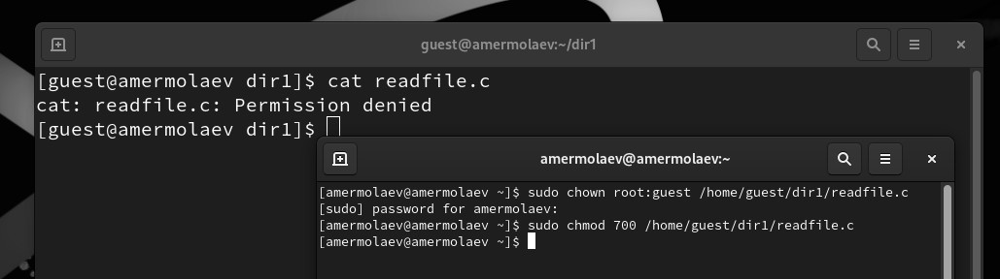 guest@amermolaev:~/dir1
[guest@amermolaev dir1]$ cat readfile.c
cat: readfile.c: Permission denied
[guest@amermolaev dir1]$
amermolaev@amermolaev:~
[amermolaev@amermolaev ~]$ sudo chown root:guest /home/guest/dir1/readfile.c
[sudo] password for amermolaev:
[amermolaev@amermolaev ~]$ sudo chmod 700 /home/guest/dir1/readfile.c
[amermolaev@amermolaev ~]$